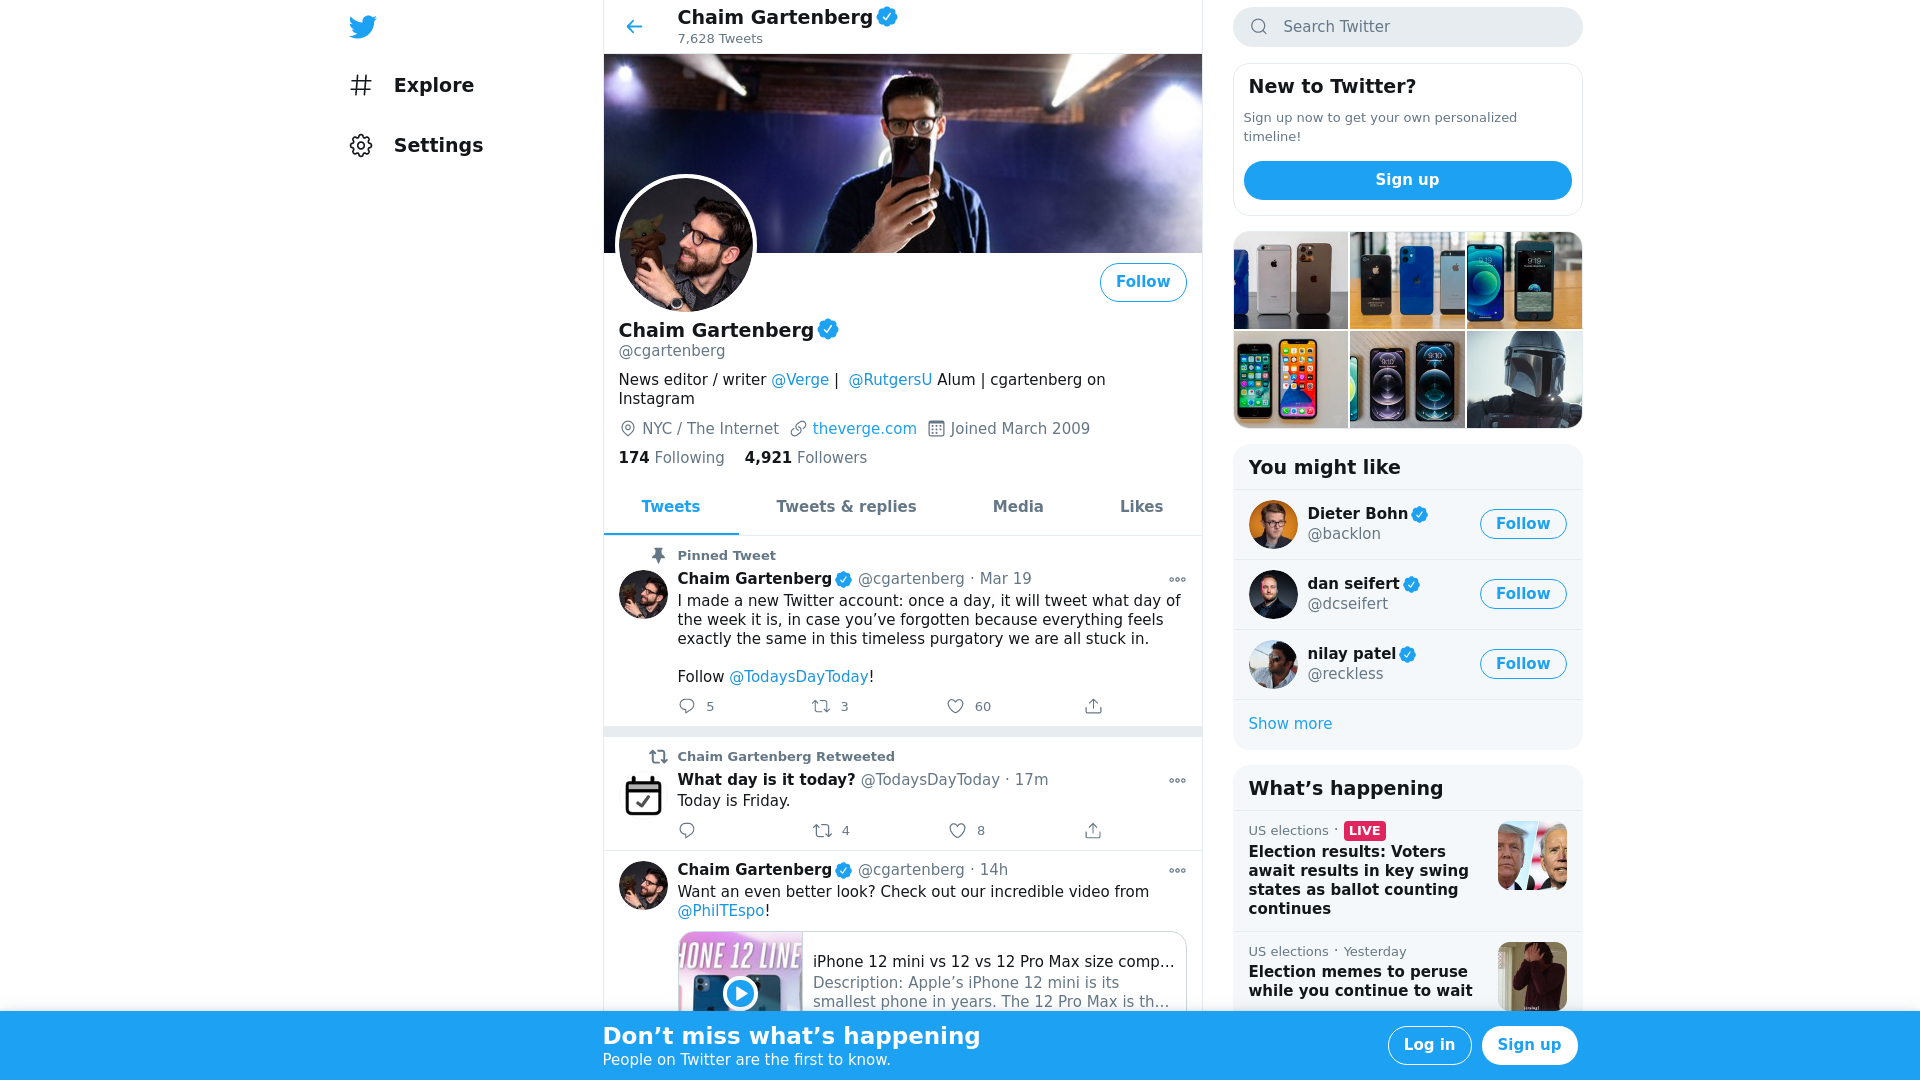 Explore
Settings
Chaim Gartenberg
7,628 Tweets
Follow
Chaim Gartenberg
@cgartenberg
News editor / writer @Verge | @RutgersU Alum | cgartenberg on
Instagram
NYC / The Internet theverge.com Joined March 2009
174 Following 4,921 Followers
Tweets Tweets & replies Media Likes
Pinned Tweet
Chaim Gartenberg @cgartenberg · Mar 19
I made a new Twitter account: once a day, it will tweet what day of
the week it is, in case you’ve forgotten because everything feels
exactly the same in this timeless purgatory we are all stuck in.
Follow @TodaysDayToday!
5 3 60
Chaim Gartenberg Retweeted
What day is it today? @TodaysDayToday · 17m
Today is Friday.
4 8
Chaim Gartenberg @cgartenberg · 14h
Want an even better look? Check out our incredible video from
@PhilTEspo!
HONE 12 LINE
iPhone 12 mini vs 12 vs 12 Pro Max size comp…
Description: Apple’s iPhone 12 mini is its
smallest phone in years. The 12 Pro Max is th…
Search Twitter
New to Twitter?
Sign up now to get your own personalized
timeline!
Sign up
9:19
9:19
9:10
9:10
You might like
Dieter Bohn
@backlon
Follow
dan seifert
@dcseifert
Follow
nilay patel
@reckless
Follow
Show more
What’s happening
US elections · LIVE
Election results: Voters
await results in key swing
states as ballot counting
continues
US elections · Yesterday
Election memes to peruse
while you continue to wait
Don’t miss what’s happening
People on Twitter are the first to know.
Log in
Sign up